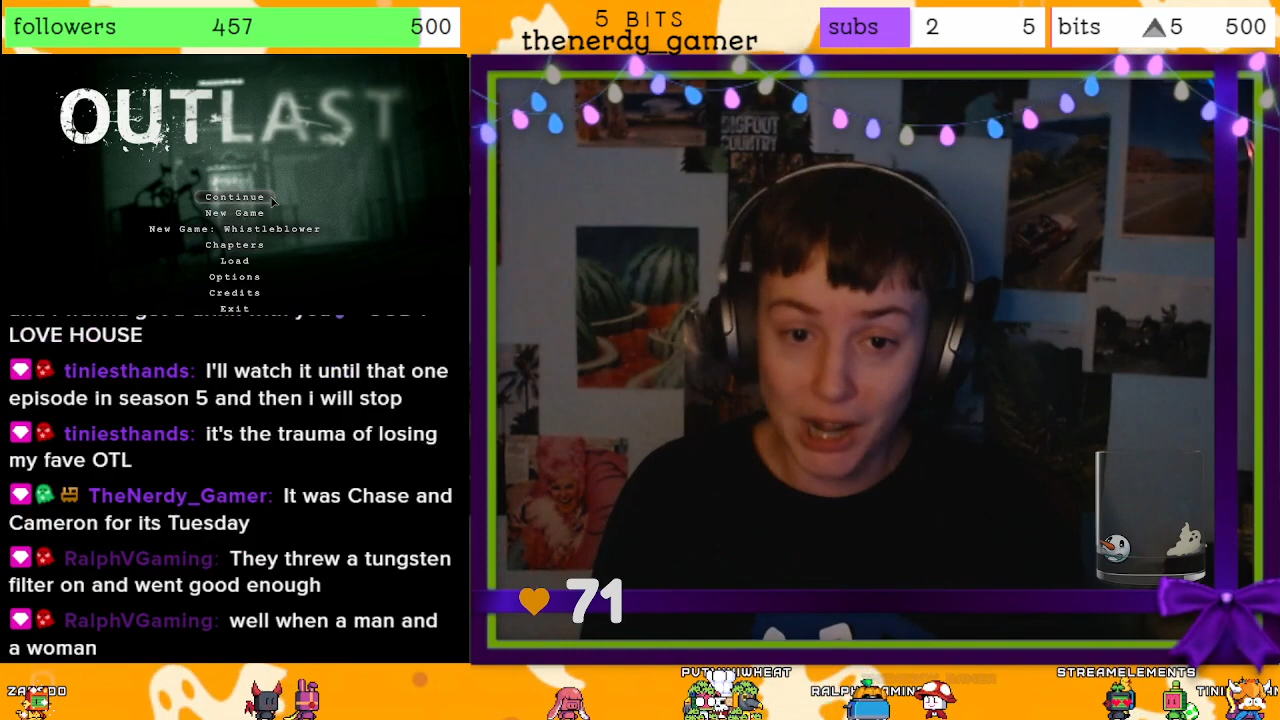 followers 457 500
5 BITS
thenerdy_gamer
subs 2 5
bits 5 500
OUTLAST
Continue
New Game
New Game: Whistleblower
Chapters
Load
Options
Credits
Exit
LOVE HOUSE
tiniesthands: I'll watch it until that one
episode in season 5 and then i will stop
tiniesthands: it's the trauma of losing
my fave OTL
TheNerdy_Gamer: It was Chase and
Cameron for its Tuesday
RalphVGaming: They threw a tungsten
filter on and went good enough
RalphVGaming: well when a man and
a woman
BIGFOOT
COUNTRY
71
STREAMELEMENTS